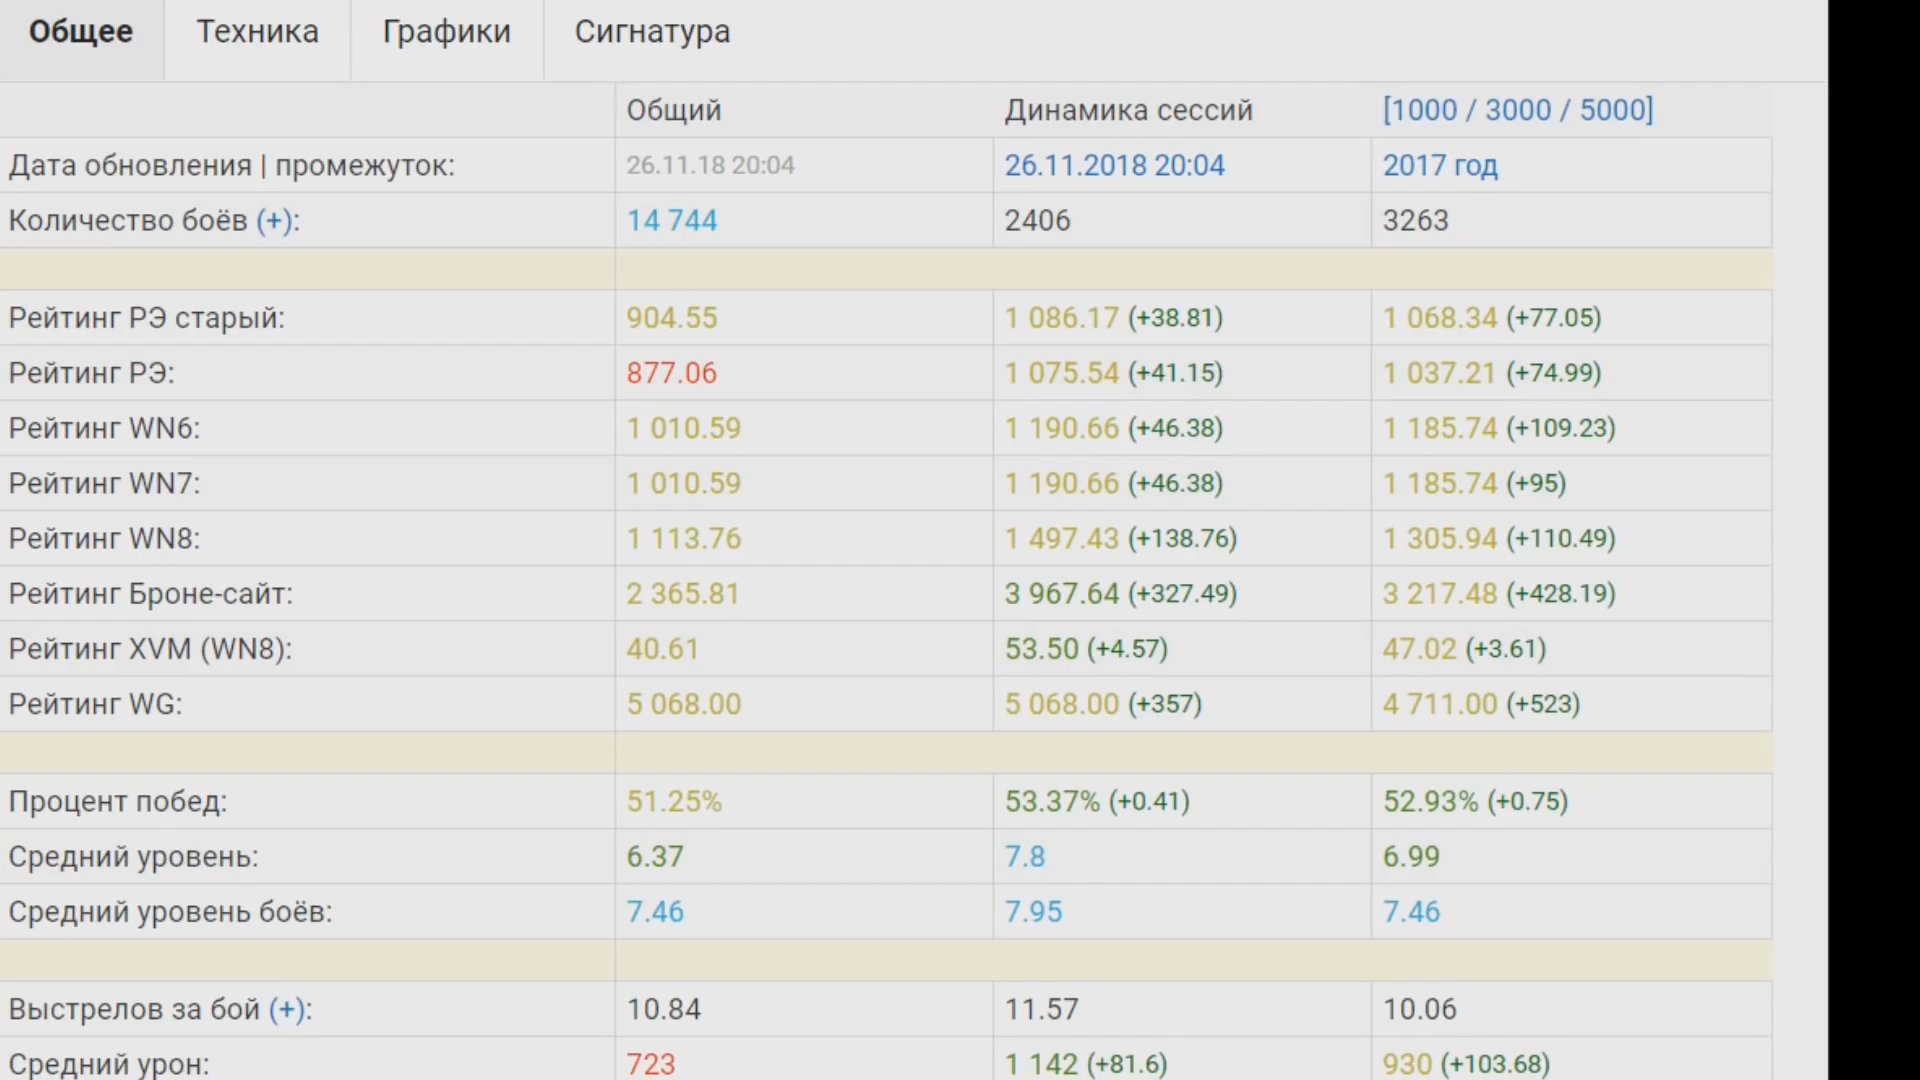 Общее Техника Графики Сигнатура
Общий Динамика сессий [1000 / 3000 / 5000]
Дата обновления | промежуток: 26.11.18 20:04 26.11.2018 20:04 2017 год
Количество боёв (+): 14 744 2406 3263
Рейтинг РЭ старый: 904.55 1 086.17 (+38.81) 1 068.34 (+77.05)
Рейтинг РЭ: 877.06 1 075.54 (+41.15) 1 037.21 (+74.99)
Рейтинг WN6: 1 010.59 1 190.66 (+46.38) 1 185.74 (+109.23)
Рейтинг WN7: 1 010.59 1 190.66 (+46.38) 1 185.74 (+95)
Рейтинг WN8: 1 113.76 1 497.43 (+138.76) 1 305.94 (+110.49)
Рейтинг Броне-сайт: 2 365.81 3 967.64 (+327.49) 3 217.48 (+428.19)
Рейтинг XVM (WN8): 40.61 53.50 (+4.57) 47.02 (+3.61)
Рейтинг WG: 5 068.00 5 068.00 (+357) 4 711.00 (+523)
Процент побед: 51.25% 53.37% (+0.41) 52.93% (+0.75)
Средний уровень: 6.37 7.8 6.99
Средний уровень боёв: 7.46 7.95 7.46
Выстрелов за бой (+): 10.84 11.57 10.06
Средний урон: 723 1 142 (+81.6) 930 (+103.68)